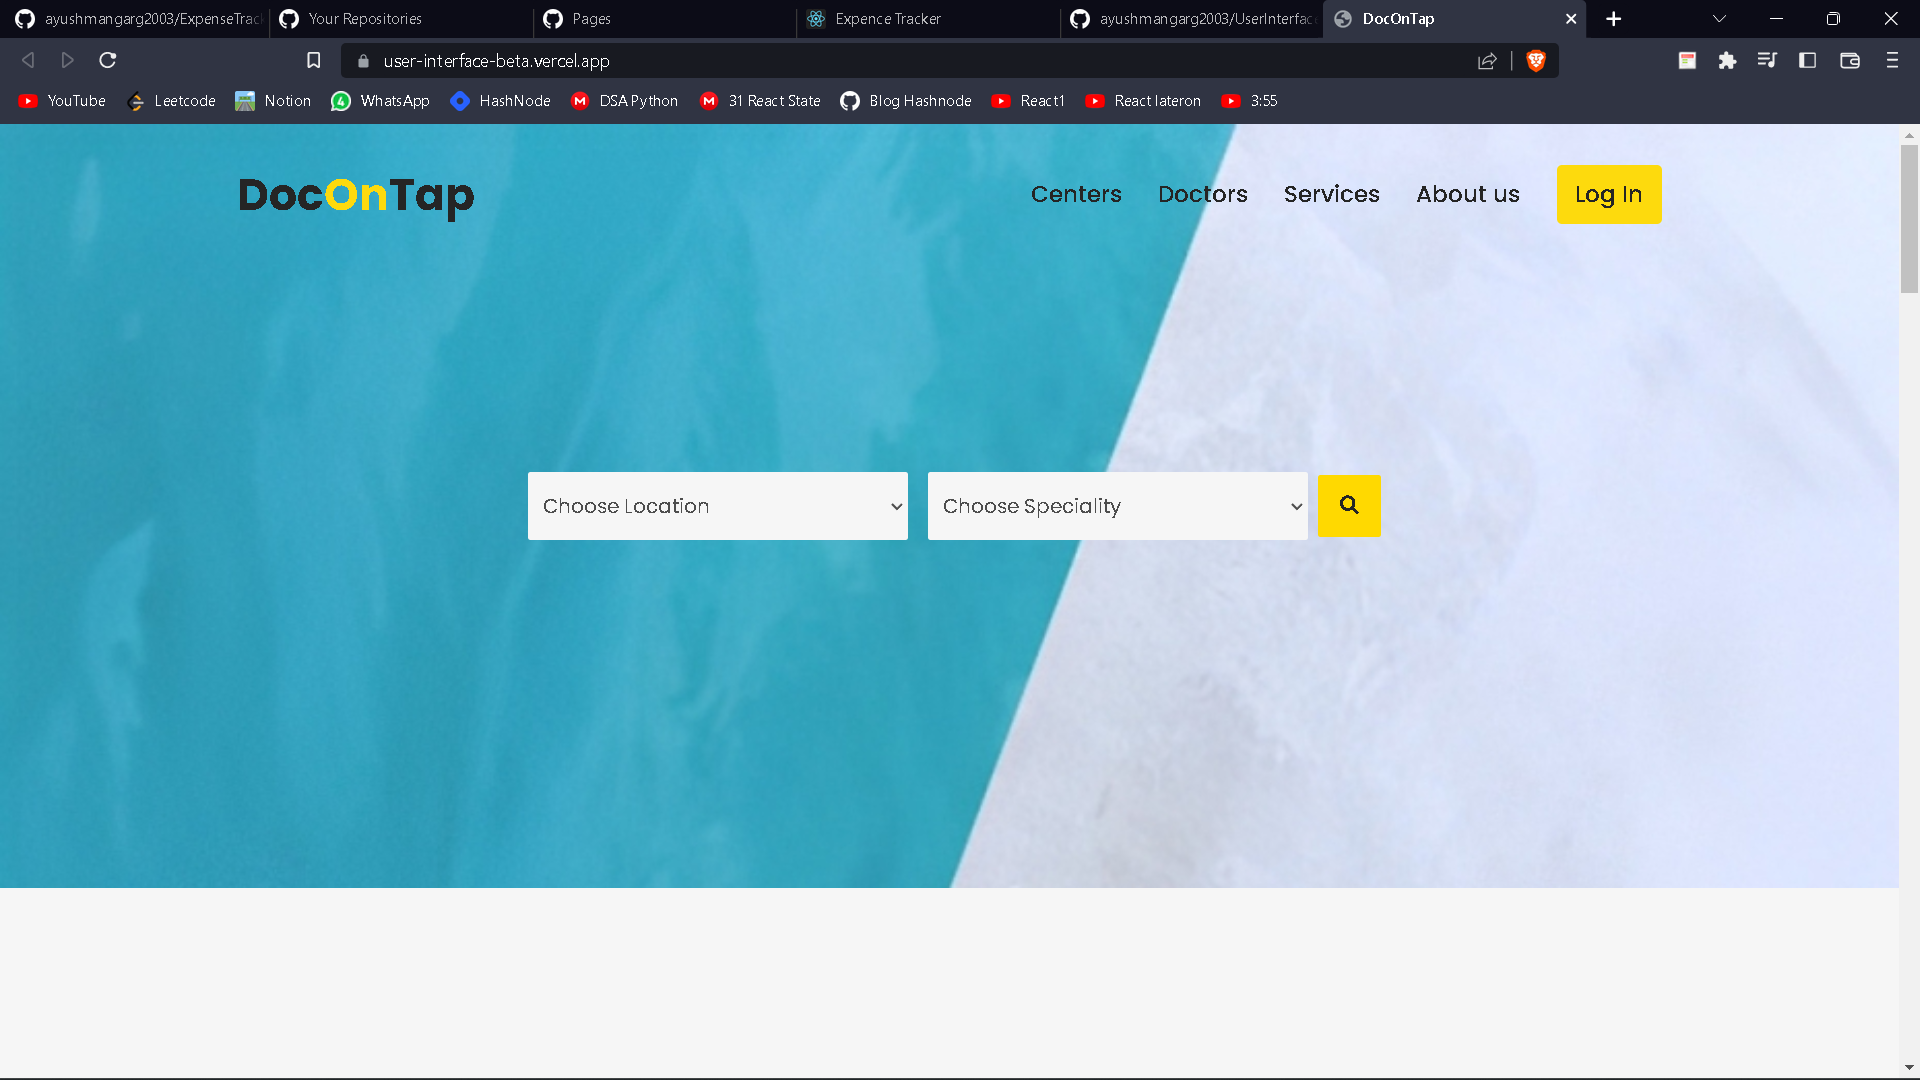 ayushmangarg2003/ExpenseTrac
Your Repositories
Pages
Expence Tracker
ayushmangarg2003/UserInterfac
DocOnTap
user-interface-beta.vercel.app
YouTube
Leetcode
Notion
4
WhatsApp
HashNode
M
DSA Python
M
31 React State
Blog Hashnode
React1
React lateron
3:55
DocOnTap
Centers
Doctors
Services
About us
Log In
Choose Location
Choose Speciality